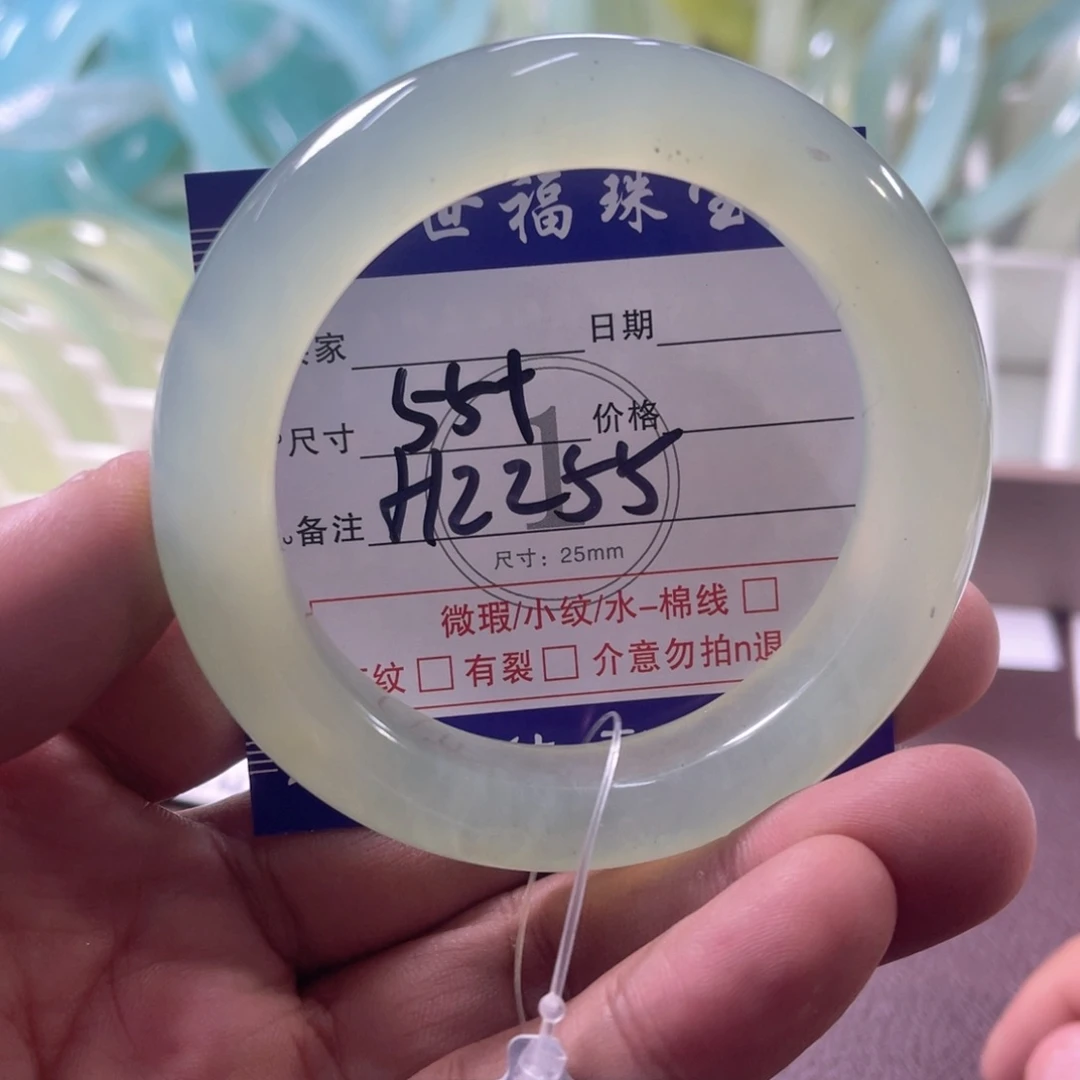 世福珠宝
家 日期
尺寸 55+ 价格
备注 H2255
1
尺寸：25mm
微瑕/小纹/水-棉线 □
纹 □ 有裂 □ 介意勿拍n退